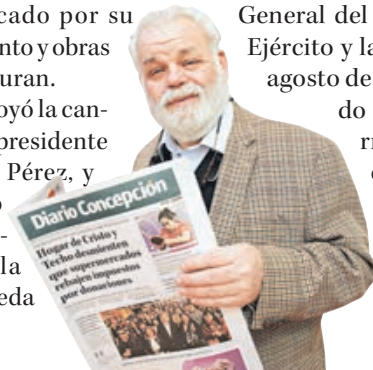 cado por su
nto y obras
uran.
oyó la can-
presidente
Pérez, y
-
la
eda
General del
Ejército y la
agosto de
do
Diario Concepción
Hogar de Cristo y
Techo desmienten
que supermercados
rebajen impuestos
por donaciones